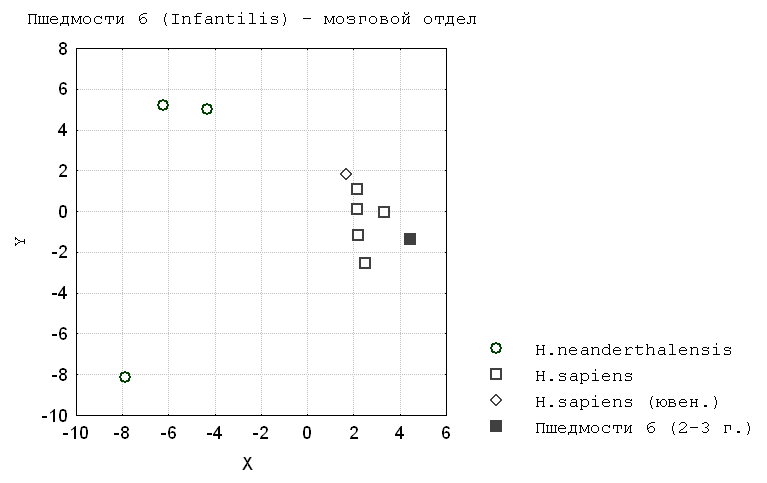 Пшедмости 6 (Infantilis) - мозговой отдел
8
6
4
2
0
-2
-4
-6
-8
-10
Y
-10 -8 -6 -4 -2 0 2 4 6
X
H.neanderthalensis
H.sapiens
H.sapiens (ювен.)
Пшедмости 6 (2-3 г.)